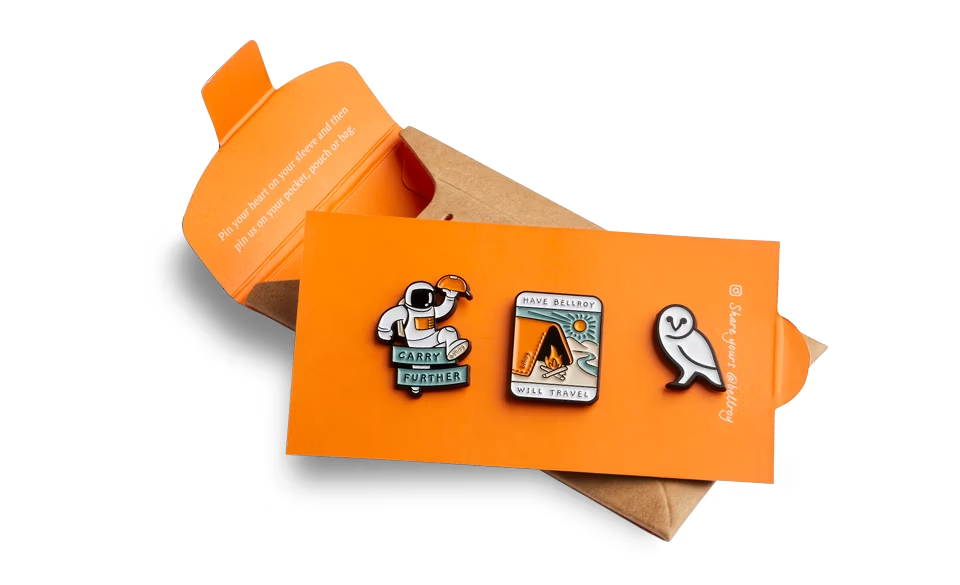 Pin your heart on your sleeve and then
pin us on your pocket, pouch or bag.
CARRY
FURTHER
HAVE BELLROY
WILL TRAVEL
Share yours @bellroy